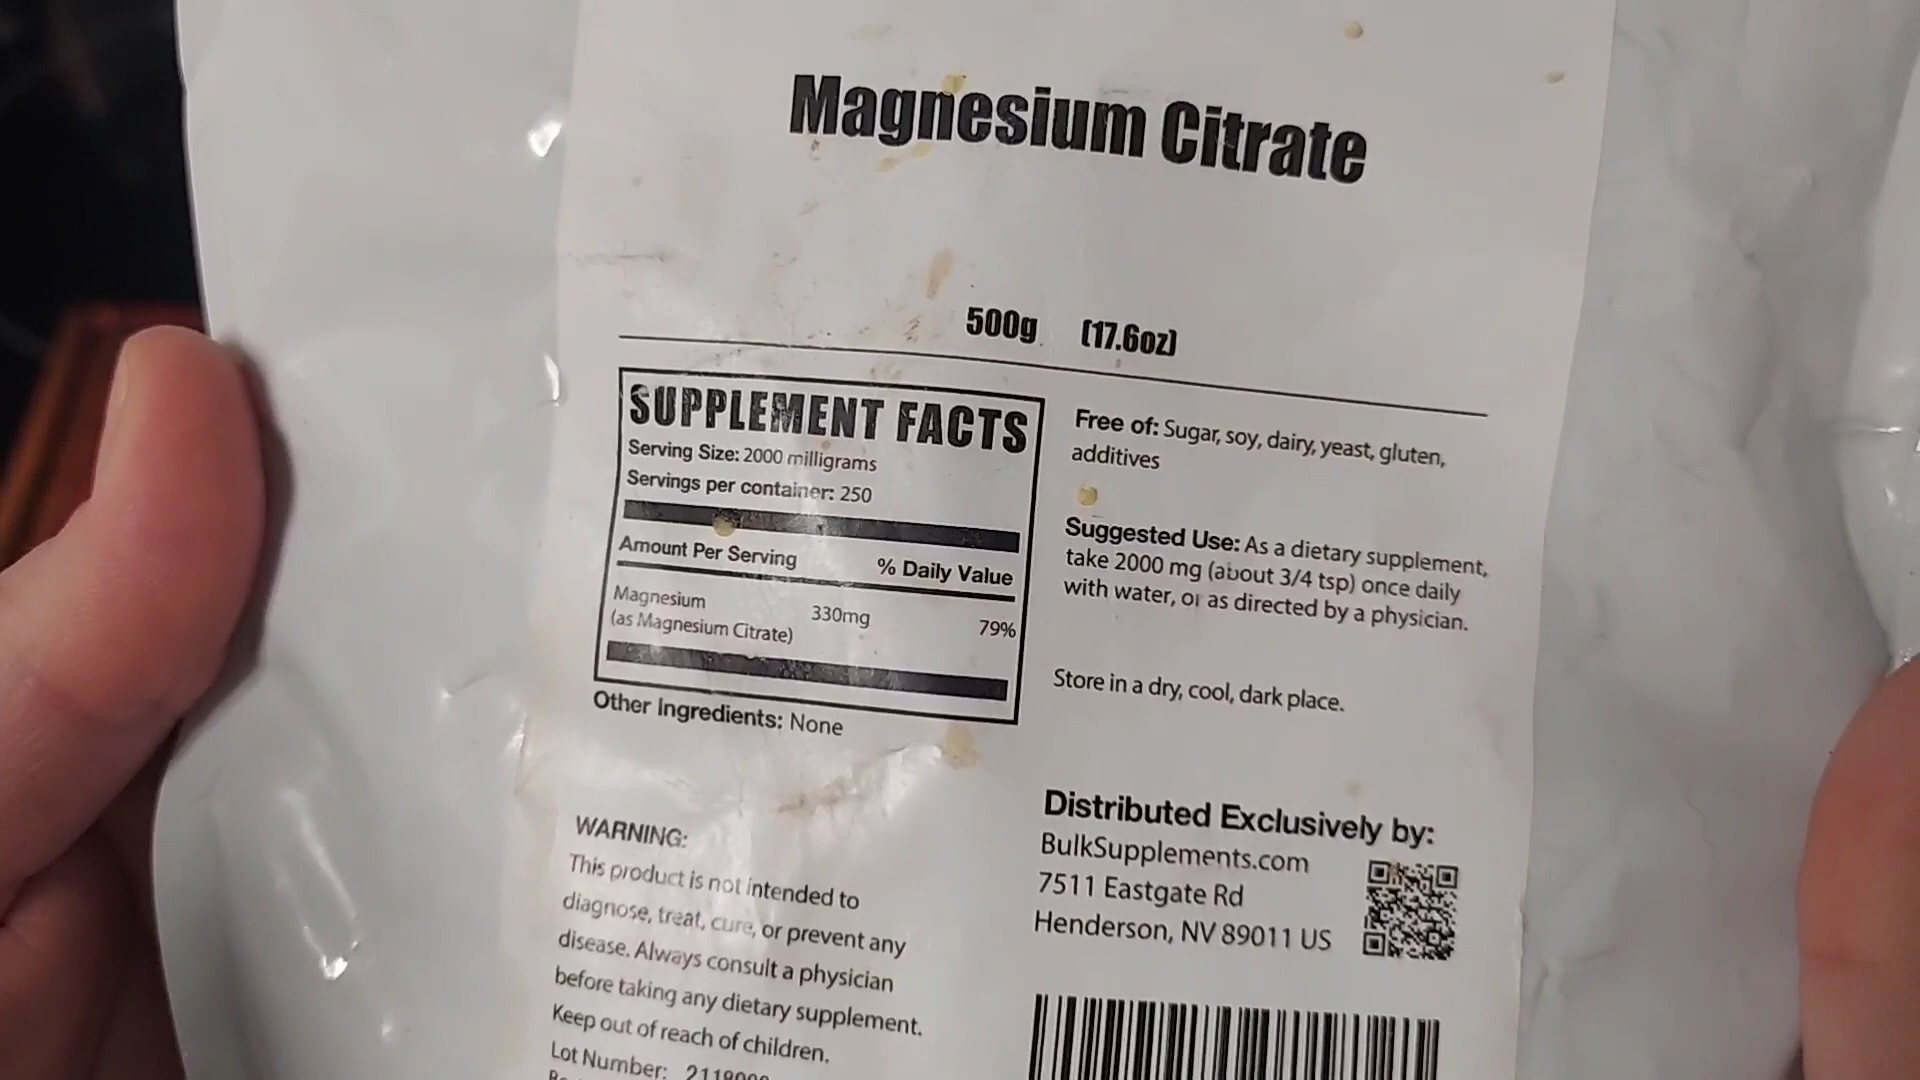 Magnesium Citrate
500g (17.6oz)
SUPPLEMENT FACTS
Serving Size: 2000 milligrams
Servings per container: 250
Amount Per Serving % Daily Value
Magnesium 330mg 79%
(as Magnesium Citrate)
Other Ingredients: None
Free of: Sugar, soy, dairy, yeast, gluten,
additives
Suggested Use: As a dietary supplement,
take 2000 mg (about 3/4 tsp) once daily
with water, or as directed by a physician.
Store in a dry, cool, dark place.
WARNING:
This product is not intended to
diagnose, treat, cure, or prevent any
disease. Always consult a physician
before taking any dietary supplement.
Keep out of reach of children.
Lot Number:
Distributed Exclusively by:
BulkSupplements.com
7511 Eastgate Rd
Henderson, NV 89011 US